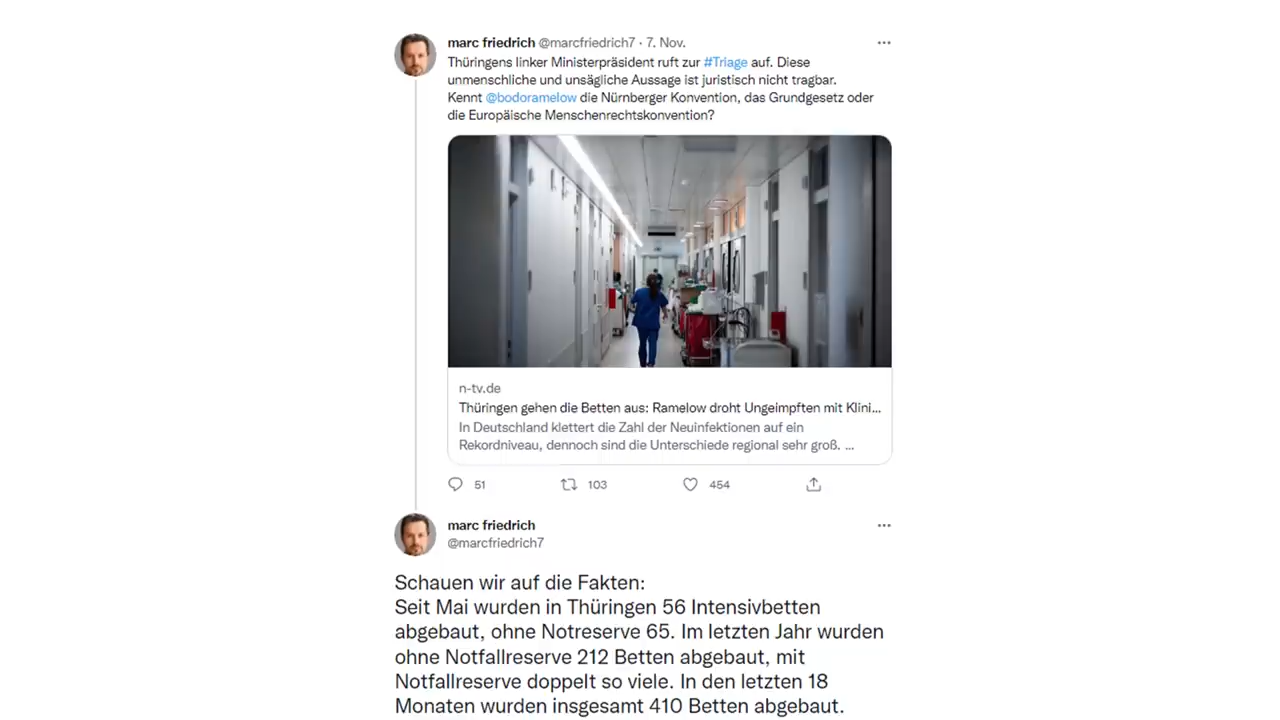 marc friedrich @marcfriedrich7 · 7. Nov.
Thüringens linker Ministerpräsident ruft zur #Triage auf. Diese
unmenschliche und unsägliche Aussage ist juristisch nicht tragbar.
Kennt @bodoramelow die Nürnberger Konvention, das Grundgesetz oder
die Europäische Menschenrechtskonvention?
n-tv.de
Thüringen gehen die Betten aus: Ramelow droht Ungeimpften mit Klini...
In Deutschland klettert die Zahl der Neuinfektionen auf ein
Rekordniveau, dennoch sind die Unterschiede regional sehr groß. ...
51 103 454
marc friedrich
@marcfriedrich7
Schauen wir auf die Fakten:
Seit Mai wurden in Thüringen 56 Intensivbetten
abgebaut, ohne Notreserve 65. Im letzten Jahr wurden
ohne Notfallreserve 212 Betten abgebaut, mit
Notfallreserve doppelt so viele. In den letzten 18
Monaten wurden insgesamt 410 Betten abgebaut.